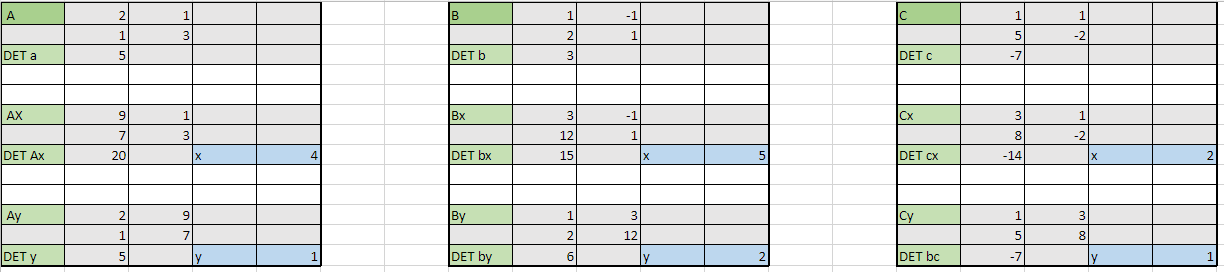 A 2 1 B 1 -1 C 1 1
1 3 2 1 5 -2
DET a 5 DET b 3 DET c -7
AX 9 1 Bx 3 -1 Cx 3 1
7 3 12 1 8 -2
DET Ax 20 x 4 DET bx 15 x 5 DET cx -14 x 2
Ay 2 9 By 1 3 Cy 1 3
1 7 2 12 5 8
DET y 5 y 1 DET by 6 y 2 DET bc -7 y 1